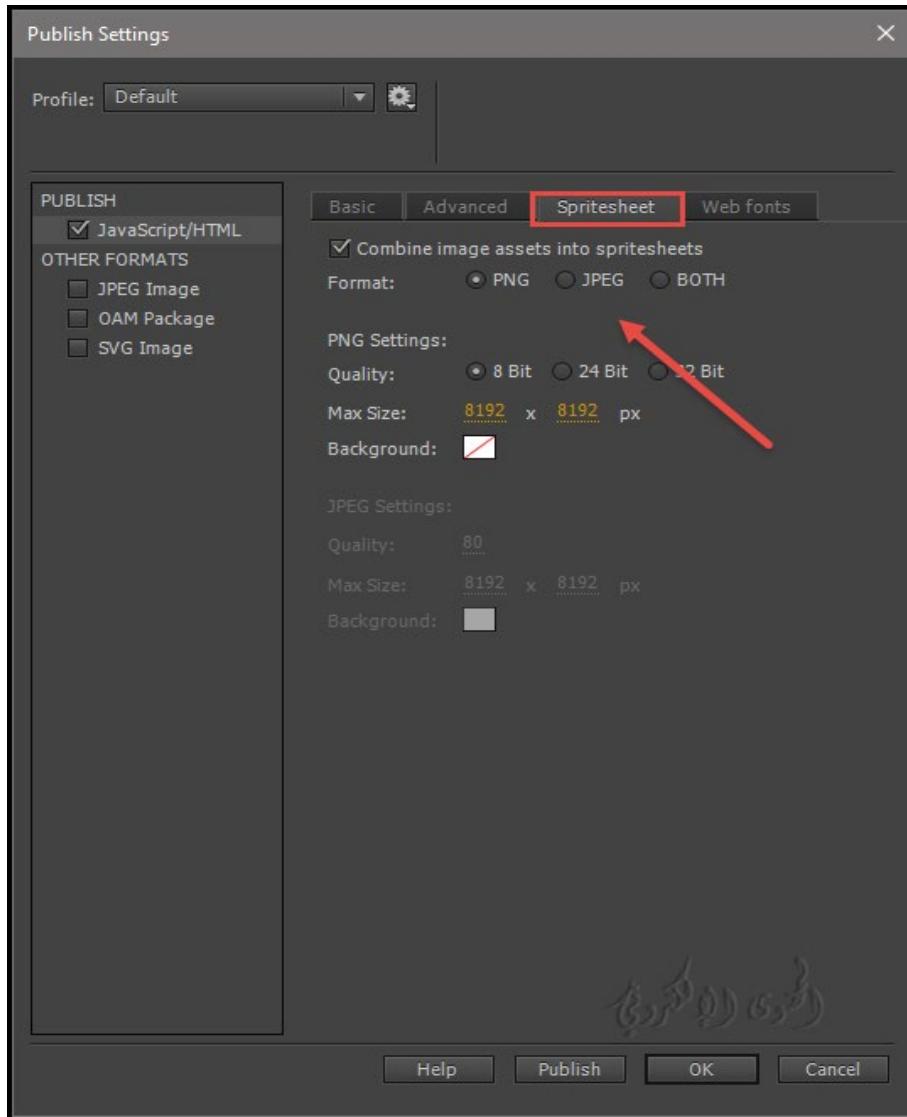 Publish Settings
Profile: Default
PUBLISH
JavaScript/HTML
OTHER FORMATS
JPEG Image
OAM Package
SVG Image
Basic Advanced Spritesheet Web fonts
Combine image assets into spritesheets
Format: PNG JPEG BOTH
PNG Settings:
Quality: 8 Bit 24 Bit Bit
Max Size: 8192 x 8192 px
Background:
JPEG Settings:
Quality: 80
Max Size: 8192 x 8192 px
Background:
Help Publish OK Cancel